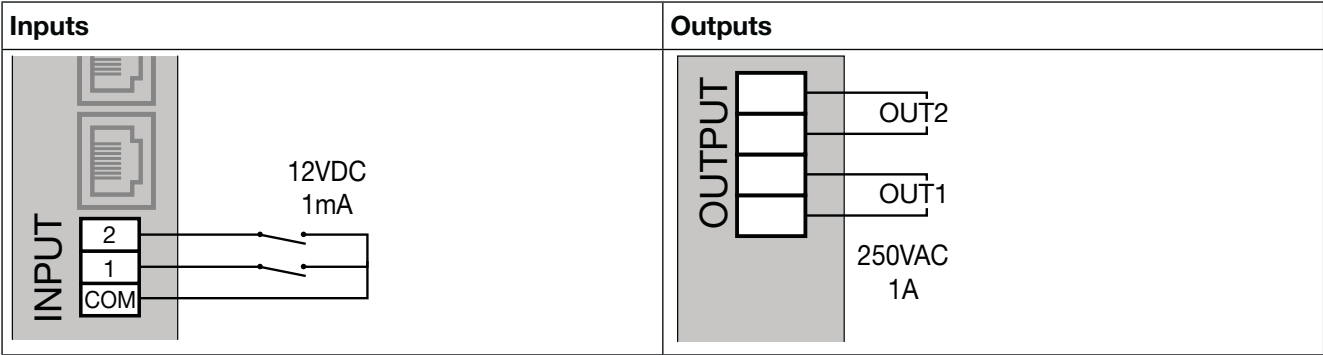 Inputs
Outputs
12VDC
1mA
INPUT
2
1
COM
OUTPUT
OUT2
OUT1
250VAC
1A